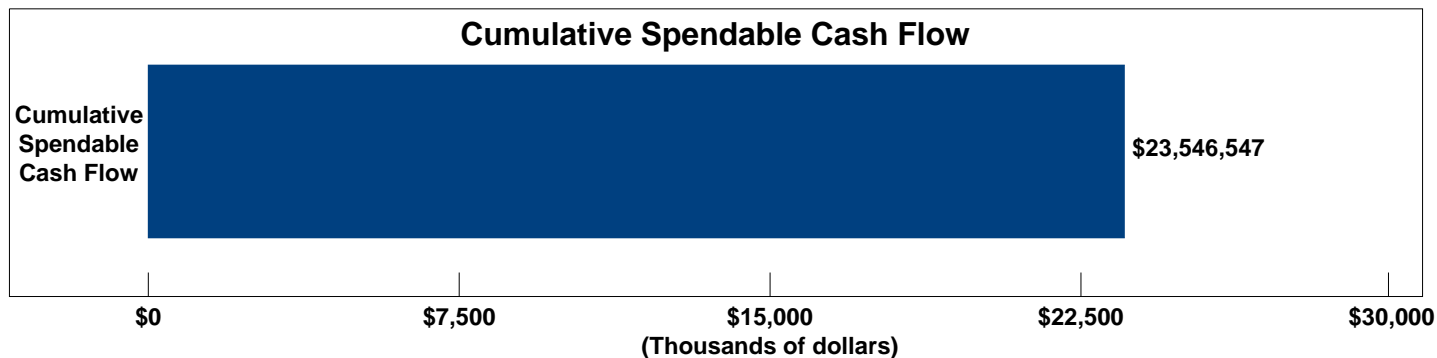 Cumulative Spendable Cash Flow
Cumulative
Spendable
Cash Flow
$23,546,547
$0 $7,500 $15,000 $22,500 $30,000
(Thousands of dollars)